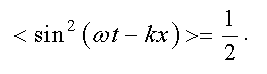 < sin² (ωt − kx) >= 1/2 .